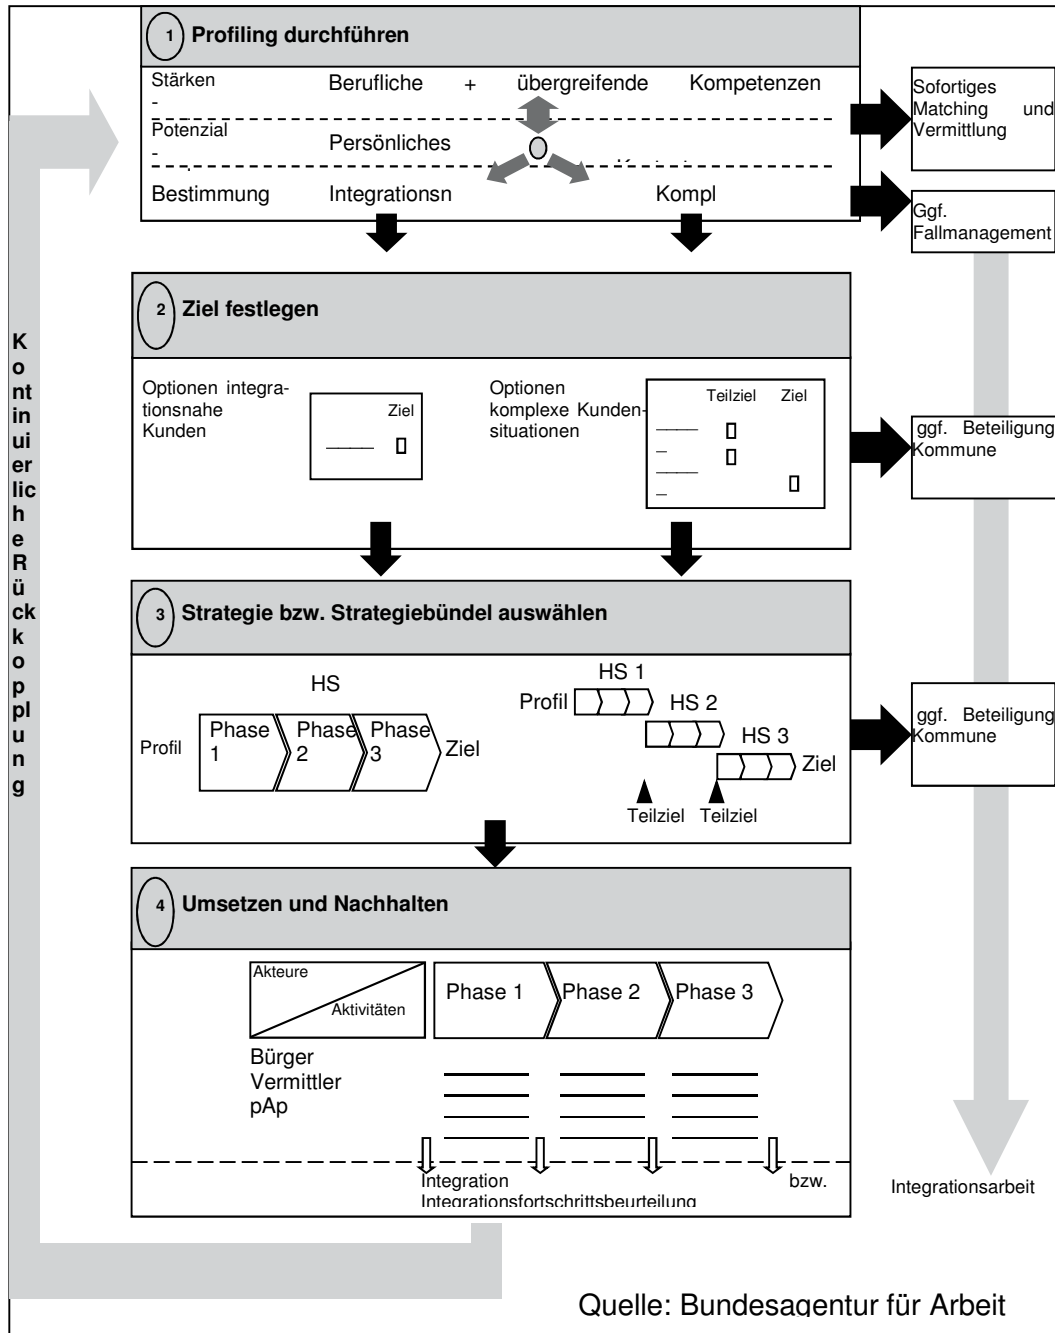 1 Profiling durchführen
Stärken
-
Berufliche + übergreifende Kompetenzen
Potenzial
-
Persönliches
Bestimmung
Integrationsn
Kompl
Sofortiges
Matching und
Vermittlung
Ggf.
Fallmanagement
2 Ziel festlegen
Optionen integra-
tionsnahe
Kunden
Ziel
Optionen
komplexe Kunden-
situationen
Teilziel Ziel
ggf. Beteiligung
Kommune
3 Strategie bzw. Strategiebündel auswählen
HS
Profil
Phase
1
Phase
2
Phase
3
Ziel
HS 1
Profil
HS 2
HS 3
Ziel
Teilziel Teilziel
ggf. Beteiligung
Kommune
4 Umsetzen und Nachhalten
Akteure
Aktivitäten
Phase 1 Phase 2 Phase 3
Bürger
Vermittler
pAp
Integration bzw.
Integrationsfortschrittsbeurteilung
Integrationsarbeit
K
o
nt
in
ui
er
lic
h
e
R
ü
ck
k
o
p
pl
u
n
g
Quelle: Bundesagentur für Arbeit